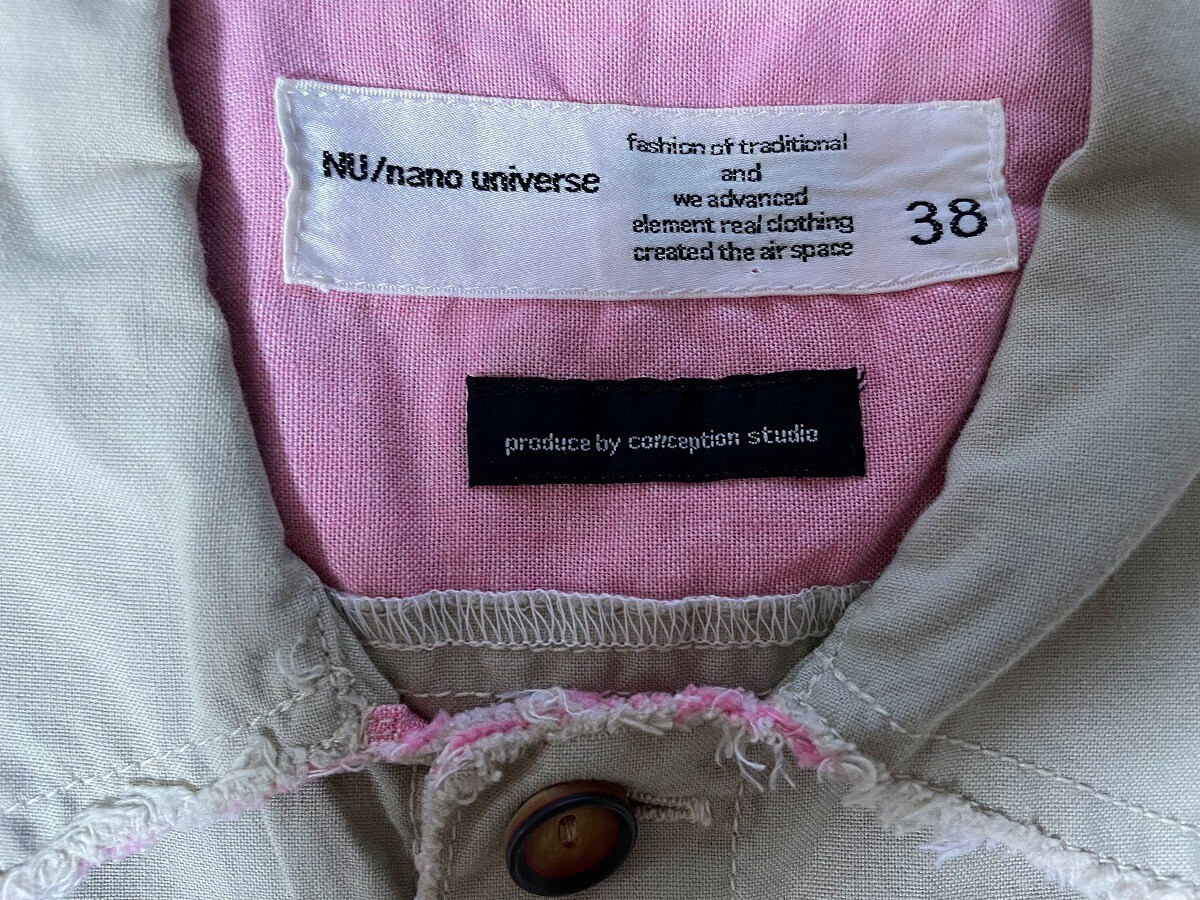 NU/nano universe
fashion of traditional
and
we advanced
element real clothing
created the air space
38
produce by conception studio